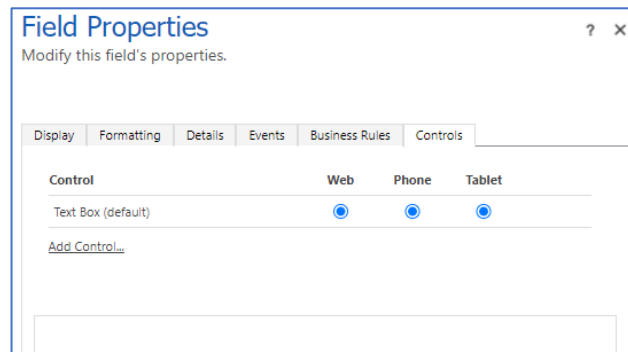 Field Properties
? ×
Modify this field's properties.
Display Formatting Details Events Business Rules Controls
Control Web Phone Tablet
Text Box (default)
Add Control...